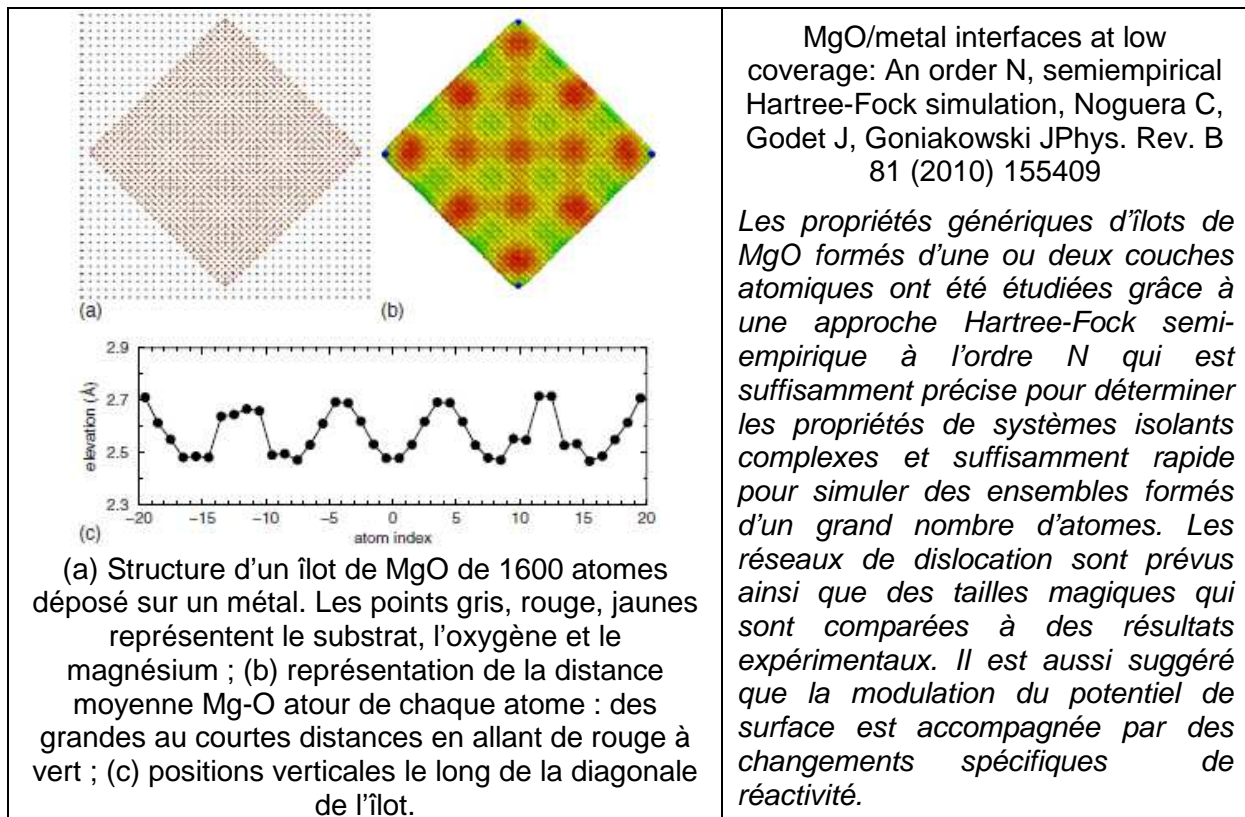 (a)
(b)
2.9
2.7
2.5
2.3
elevation (Å)
−20 −15 −10 −5 0 5 10 15 20
(c)
atom index
(a) Structure d'un îlot de MgO de 1600 atomes
déposé sur un métal. Les points gris, rouge, jaunes
représentent le substrat, l'oxygène et le
magnésium ; (b) représentation de la distance
moyenne Mg-O atour de chaque atome : des
grandes au courtes distances en allant de rouge à
vert ; (c) positions verticales le long de la diagonale
de l'îlot.
MgO/metal interfaces at low
coverage: An order N, semiempirical
Hartree-Fock simulation, Noguera C,
Godet J, Goniakowski JPhys. Rev. B
81 (2010) 155409
Les propriétés génériques d'îlots de
MgO formés d'une ou deux couches
atomiques ont été étudiées grâce à
une approche Hartree-Fock semi-
empirique à l'ordre N qui est
suffisamment précise pour déterminer
les propriétés de systèmes isolants
complexes et suffisamment rapide
pour simuler des ensembles formés
d'un grand nombre d'atomes. Les
réseaux de dislocation sont prévus
ainsi que des tailles magiques qui
sont comparées à des résultats
expérimentaux. Il est aussi suggéré
que la modulation du potentiel de
surface est accompagnée par des
changements spécifiques de
réactivité.